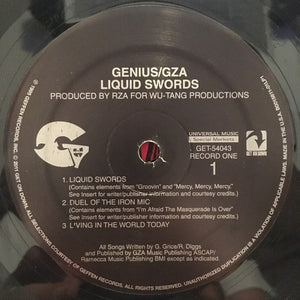 GENIUS/GZA
LIQUID SWORDS
PRODUCED BY RZA FOR WU-TANG PRODUCTIONS
G
UNIVERSAL MUSIC
Special Markets
GET-54043
RECORD ONE
1
GET ON DOWN
1 LIQUID SWORDS
(Contains elements from "Groovin" and "Mercy, Mercy, Mercy."
See Insert for writer/publisher information and courtesy credits.)
2 DUEL OF THE IRON MIC
(Contains elements from "I'm Afraid The Masquerade Is Over"
See Insert for writer/publisher information and courtesy credits.)
3 L*VING IN THE WORLD TODAY
All Songs Written by G. Grice/R. Diggs
and Published by GZA Music Publishing ASCAP/
Ramecca Music Publishing BMI except as indicated.